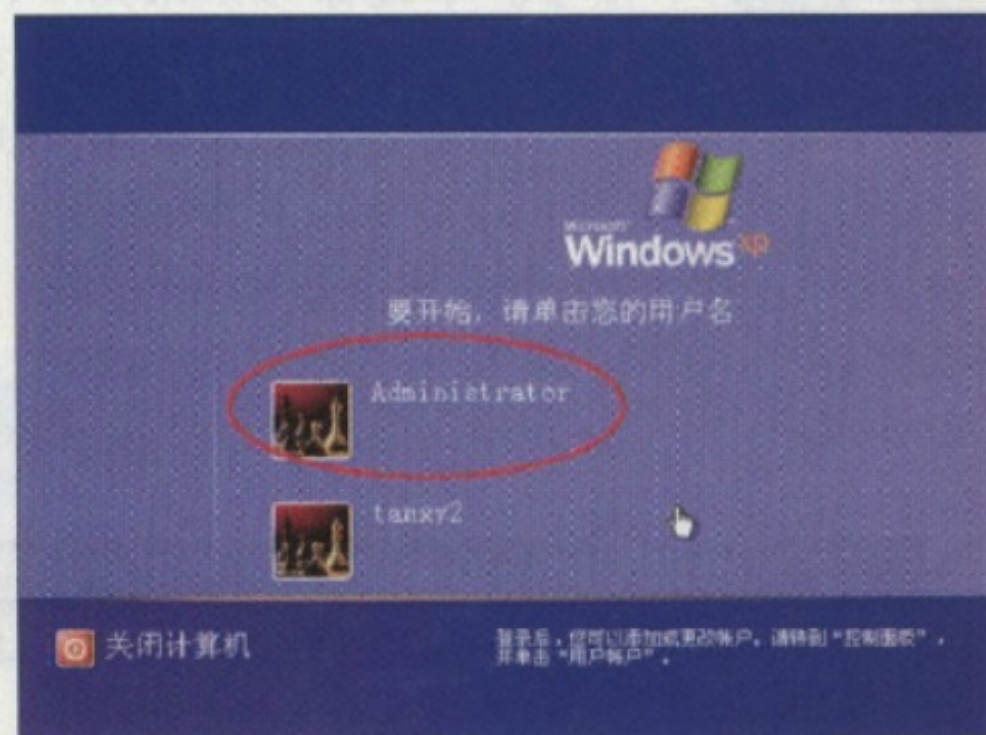 Microsoft
Windows xp
要开始，请单击您的用户名
Administrator
tanxy2
关闭计算机
登录后，您可以添加或更改帐户。请转到“控制面板”，
并单击“用户帐户”。